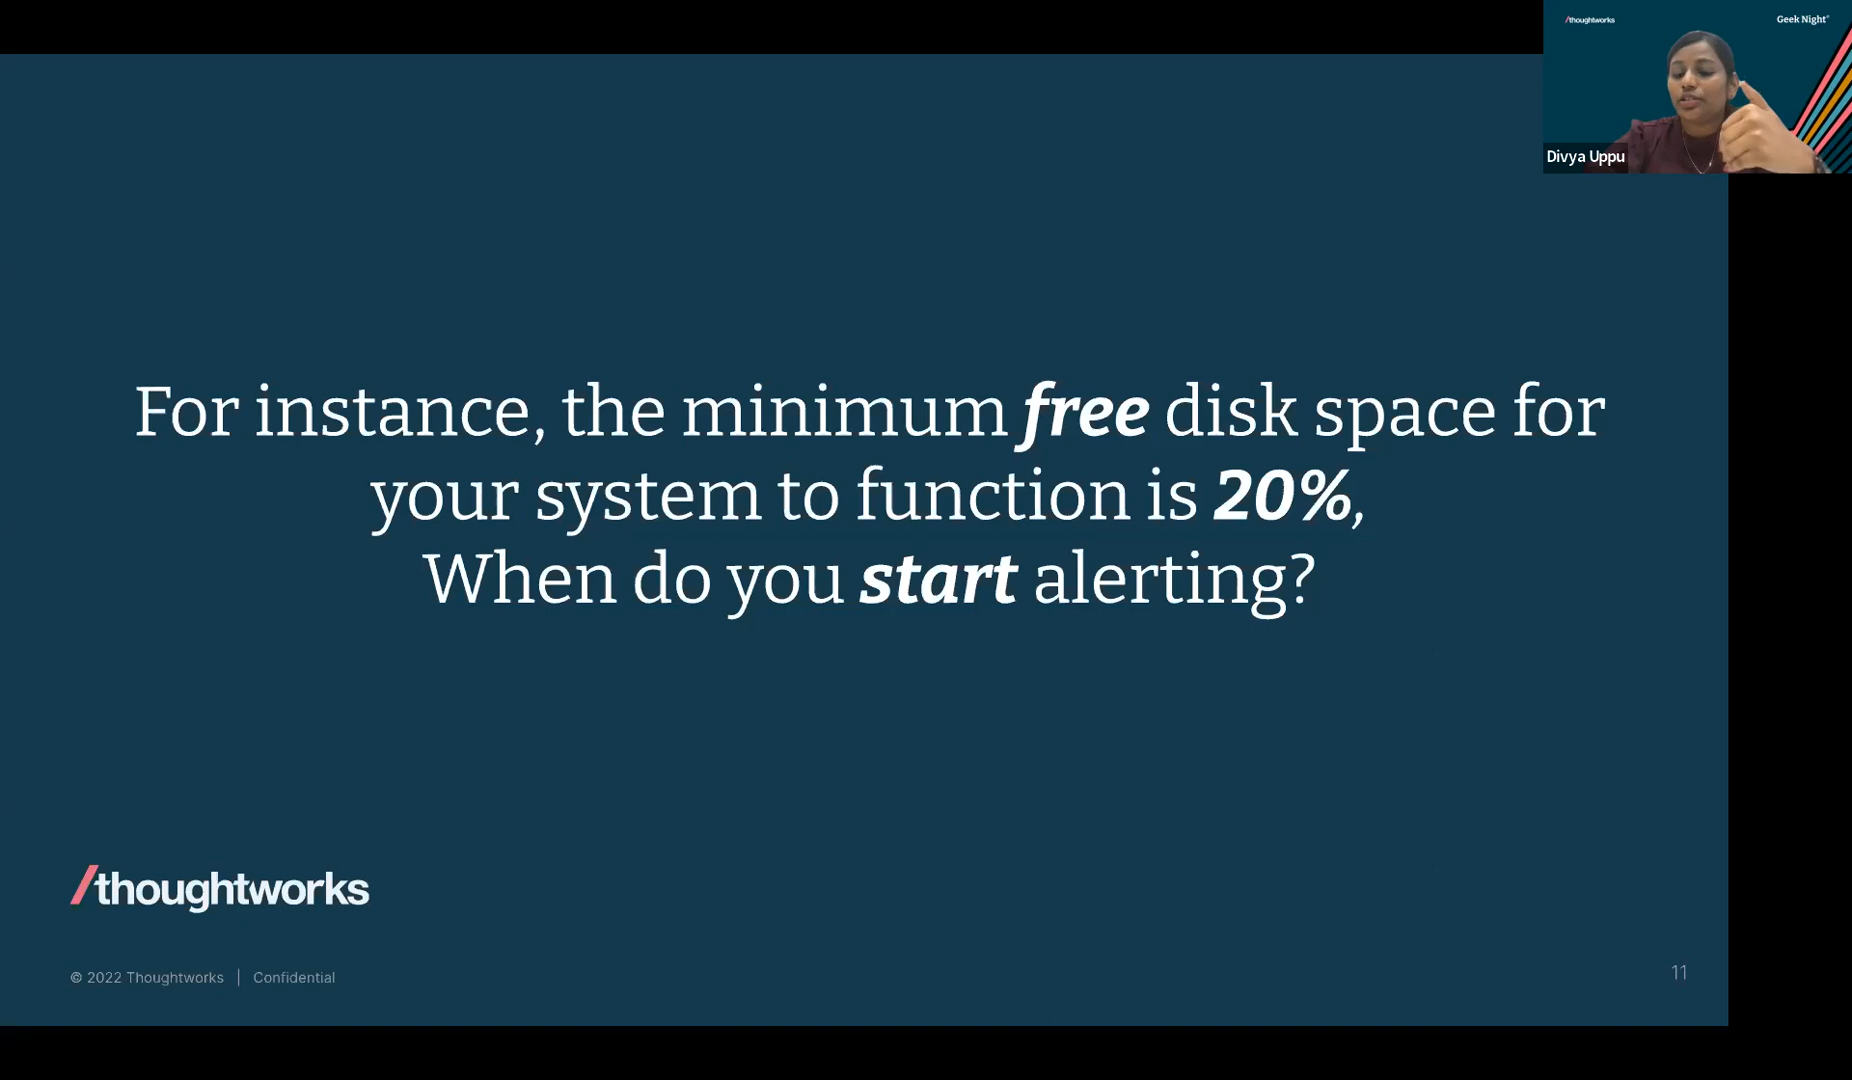 /thoughtworks
Geek Night®
Divya Uppu
For instance, the minimum free disk space for
your system to function is 20%,
When do you start alerting?
/thoughtworks
© 2022 Thoughtworks | Confidential
11